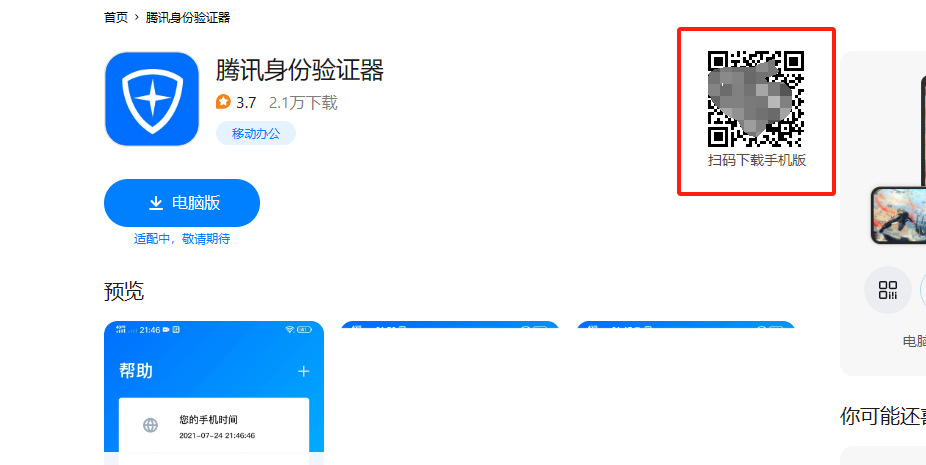 首页 › 腾讯身份验证器
腾讯身份验证器
3.7 2.1万下载
移动办公
扫码下载手机版
电脑版
适配中，敬请期待
预览
21:46
帮助
您的手机时间
2021-07-24 21:46:46
电脑
你可能还喜